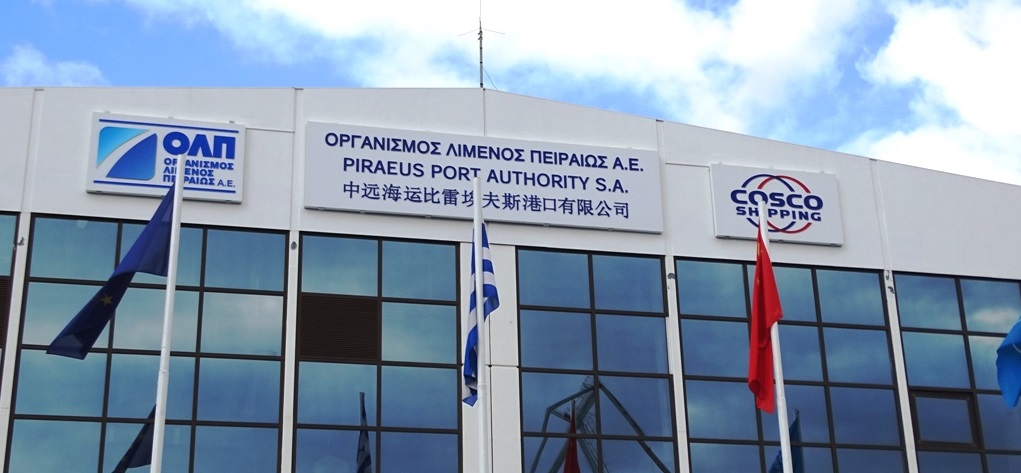 ΟΛΠ
ΟΡΓΑΝΙΣΜΟΣ
ΛΙΜΕΝΟΣ
ΠΕΙΡΑΙΩΣ Α.Ε.
ΟΡΓΑΝΙΣΜΟΣ ΛΙΜΕΝΟΣ ΠΕΙΡΑΙΩΣ Α.Ε.
PIRAEUS PORT AUTHORITY S.A.
中远海运比雷埃夫斯港口有限公司
COSCO
SHIPPING